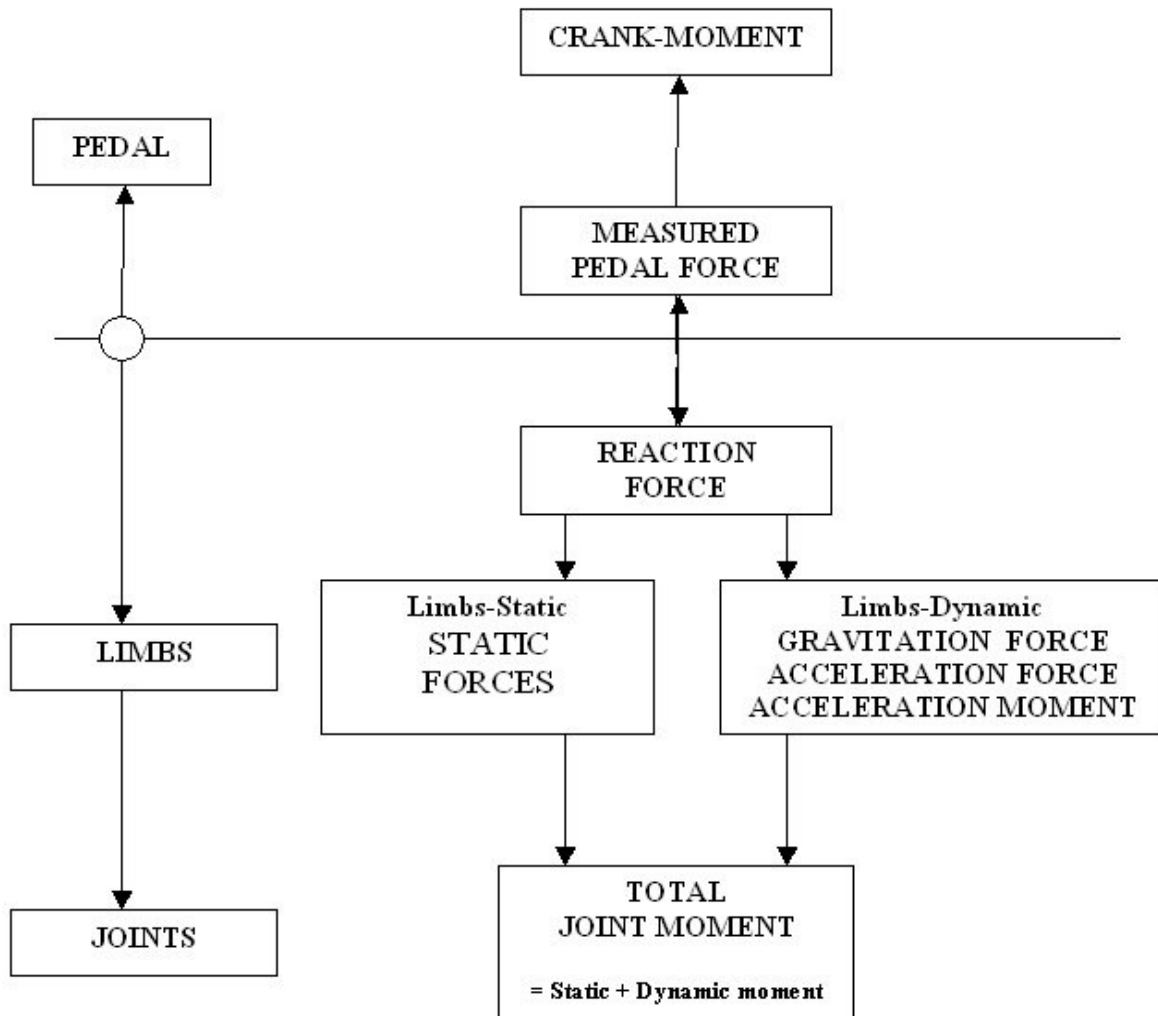 CRANK-MOMENT
PEDAL
MEASURED
PEDAL FORCE
REACTION
FORCE
Limbs-Static
STATIC
FORCES
Limbs-Dynamic
GRAVITATION FORCE
ACCELERATION FORCE
ACCELERATION MOMENT
LIMBS
JOINTS
TOTAL
JOINT MOMENT
= Static + Dynamic moment